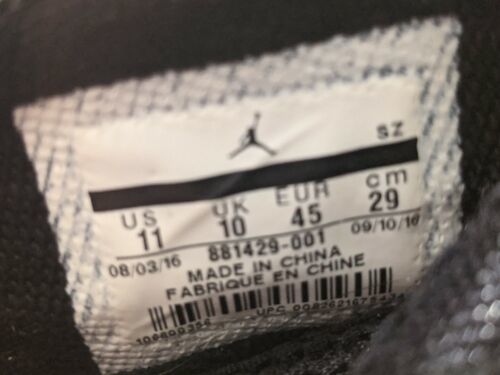 SZ
US UK EUR cm
11 10 45 29
08/03/16 881429-001 09/10/16
MADE IN CHINA
FABRIQUE EN CHINE
UPC